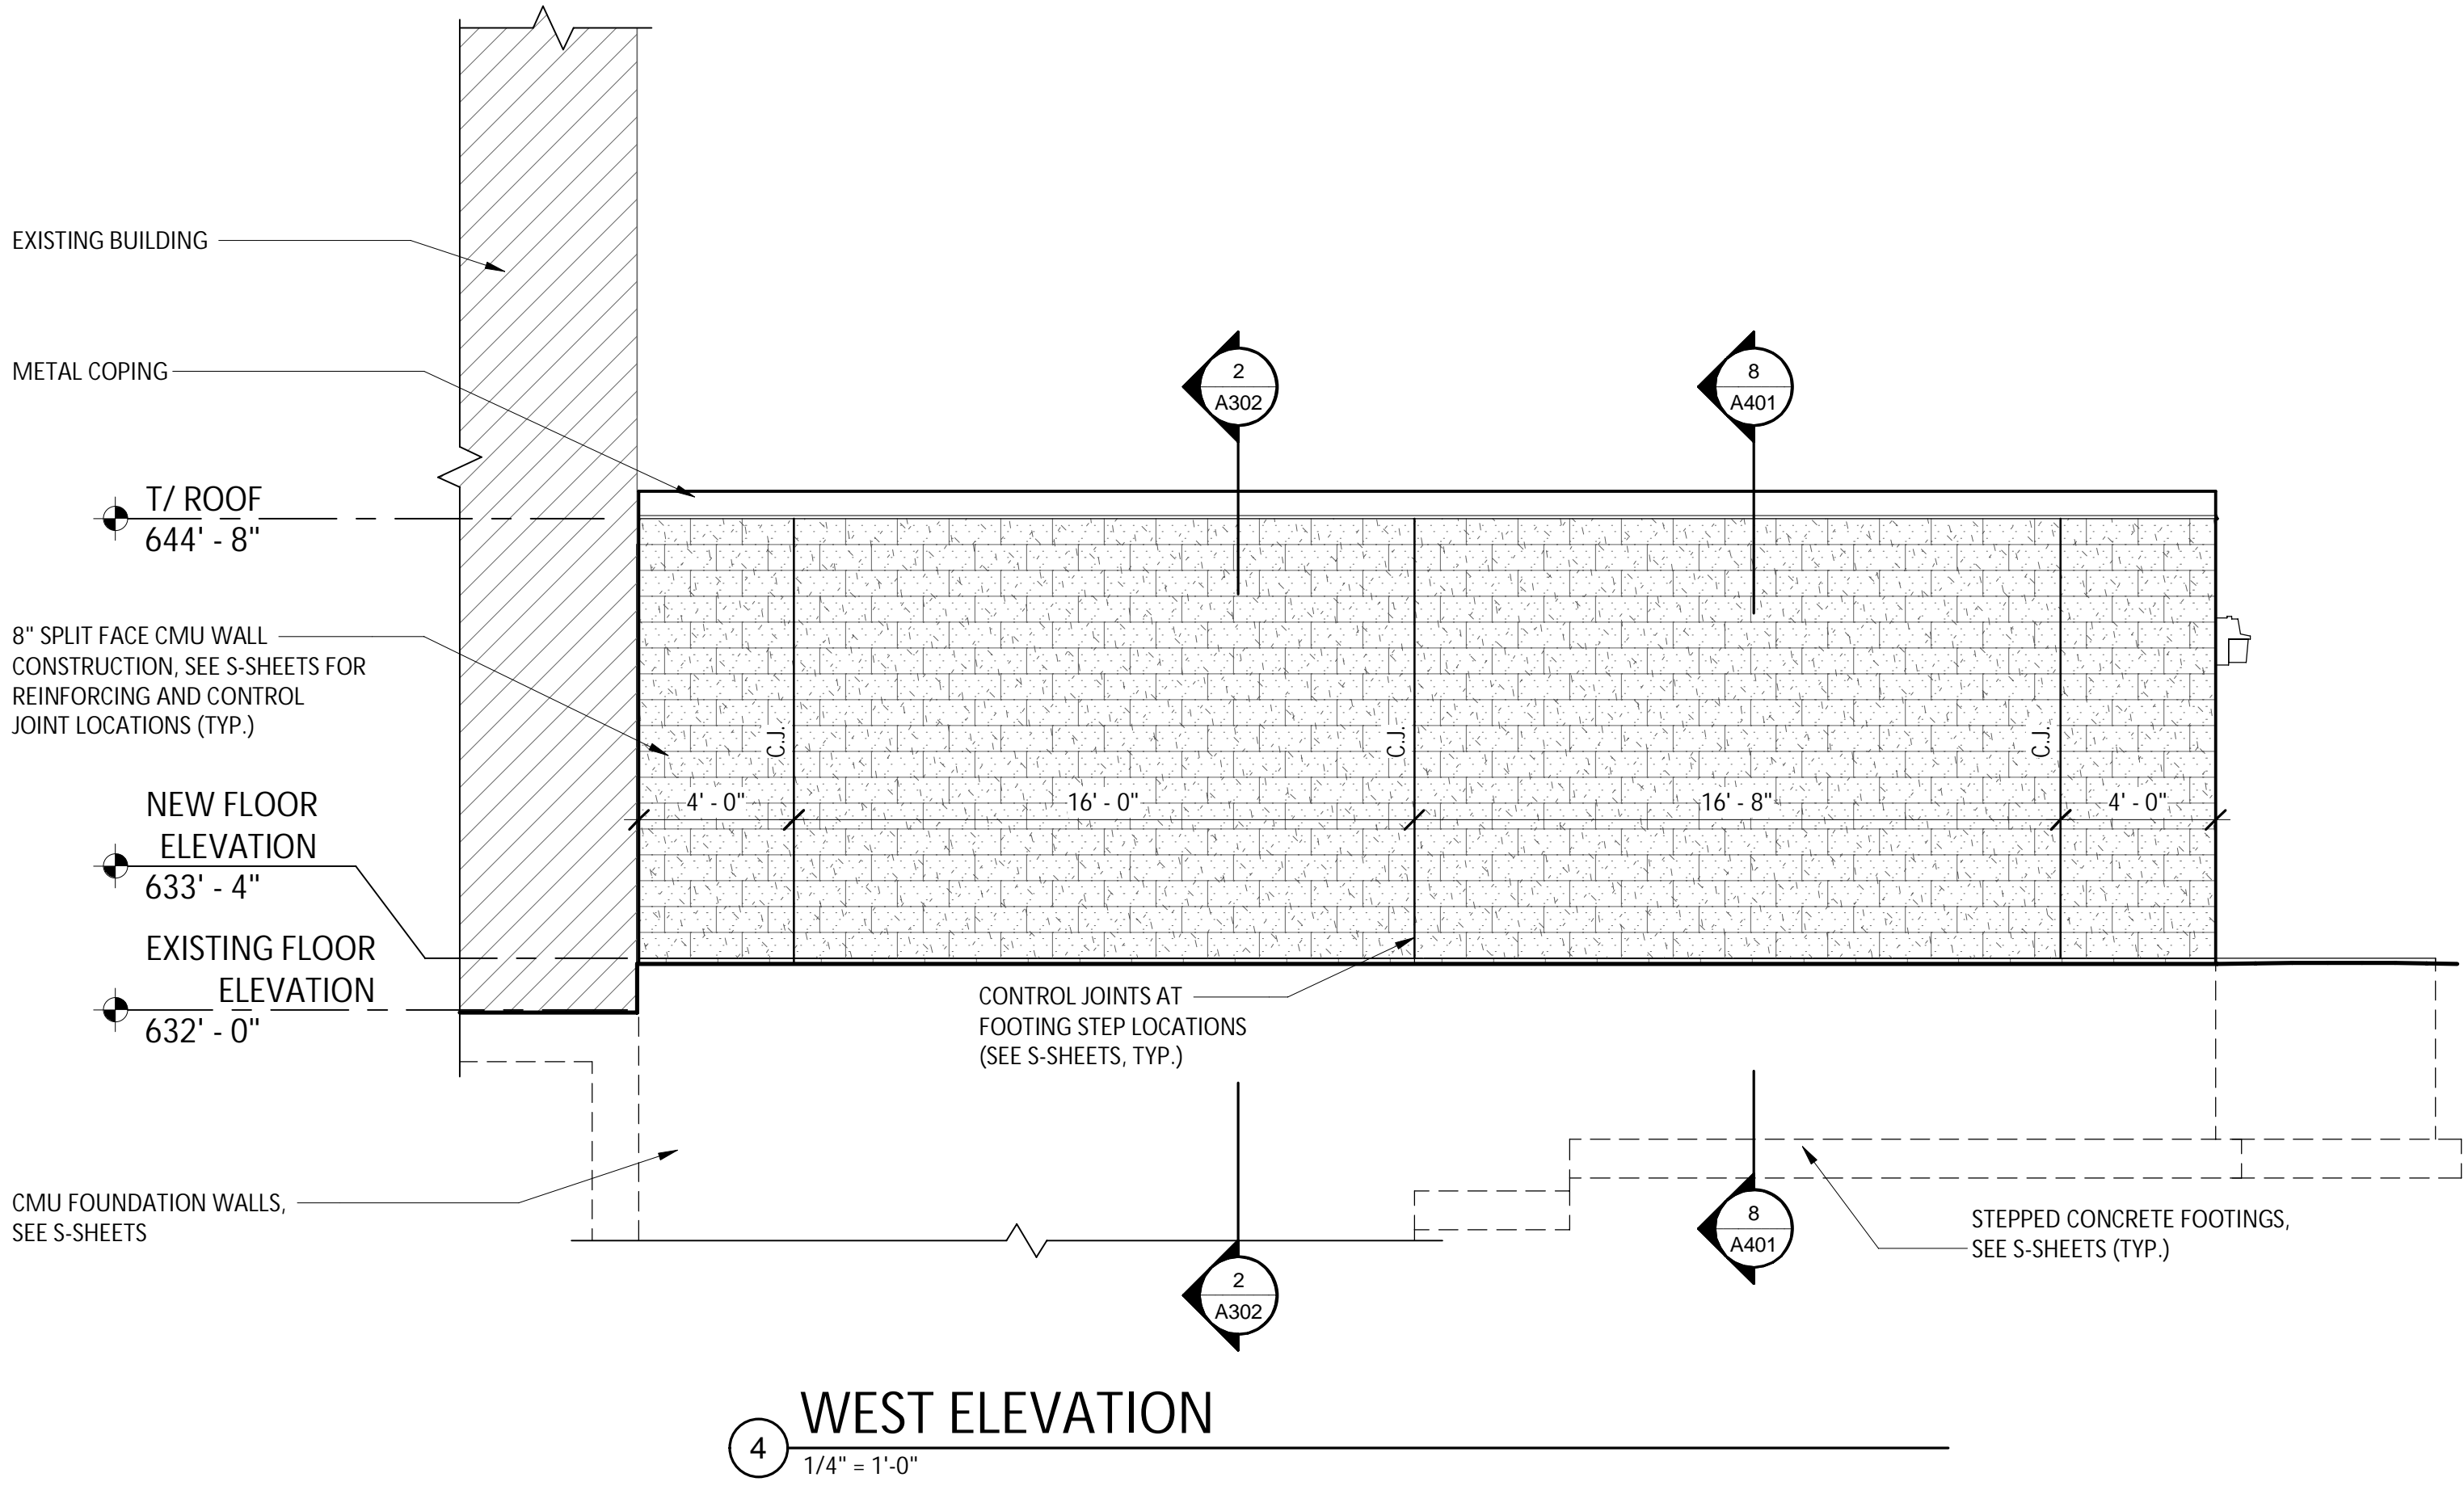 EXISTING BUILDING
METAL COPING
2
A302
8
A401
T/ ROOF
644' - 8"
8" SPLIT FACE CMU WALL
CONSTRUCTION, SEE S-SHEETS FOR
REINFORCING AND CONTROL
JOINT LOCATIONS (TYP.)
C.J.
C.J.
C.J.
4' - 0"
16' - 0"
16' - 8"
4' - 0"
NEW FLOOR
ELEVATION
633' - 4"
EXISTING FLOOR
ELEVATION
632' - 0"
CONTROL JOINTS AT
FOOTING STEP LOCATIONS
(SEE S-SHEETS, TYP.)
CMU FOUNDATION WALLS,
SEE S-SHEETS
8
A401
STEPPED CONCRETE FOOTINGS,
SEE S-SHEETS (TYP.)
2
A302
4
WEST ELEVATION
1/4" = 1'-0"